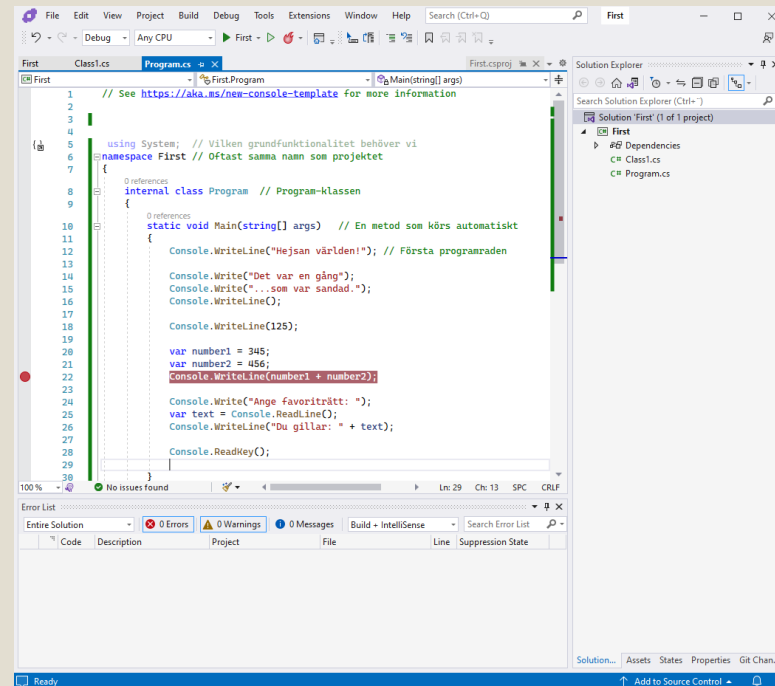 File Edit View Project Build Debug Tools Extensions Window Help Search (Ctrl+Q) First
Debug Any CPU First
First Class1.cs Program.cs First.csproj
C# First First.Program Main(string[] args)
1 // See https://aka.ms/new-console-template for more information
2
3
4
5 using System; // Vilken grundfunktionalitet behöver vi
6 namespace First // Oftast samma namn som projektet
7 {
0 references
8 internal class Program // Program-klassen
9 {
0 references
10 static void Main(string[] args) // En metod som körs automatiskt
11 {
12 Console.WriteLine("Hejsan världen!"); // Första programraden
13
14 Console.Write("Det var en gång");
15 Console.Write("...som var sandad.");
16 Console.WriteLine();
17
18 Console.WriteLine(125);
19
20 var number1 = 345;
21 var number2 = 456;
22 Console.WriteLine(number1 + number2);
23
24 Console.Write("Ange favoriträtt: ");
25 var text = Console.ReadLine();
26 Console.WriteLine("Du gillar: " + text);
27
28 Console.ReadKey();
29
30 }
100 % No issues found Ln: 29 Ch: 13 SPC CRLF
Error List
Entire Solution 0 Errors 0 Warnings 0 Messages Build + IntelliSense Search Error List
Code Description Project File Line Suppression State
Solution Explorer
Search Solution Explorer (Ctrl+¨)
Solution 'First' (1 of 1 project)
C# First
Dependencies
C# Class1.cs
C# Program.cs
Solution... Assets States Properties Git Chan...
Ready Add to Source Control